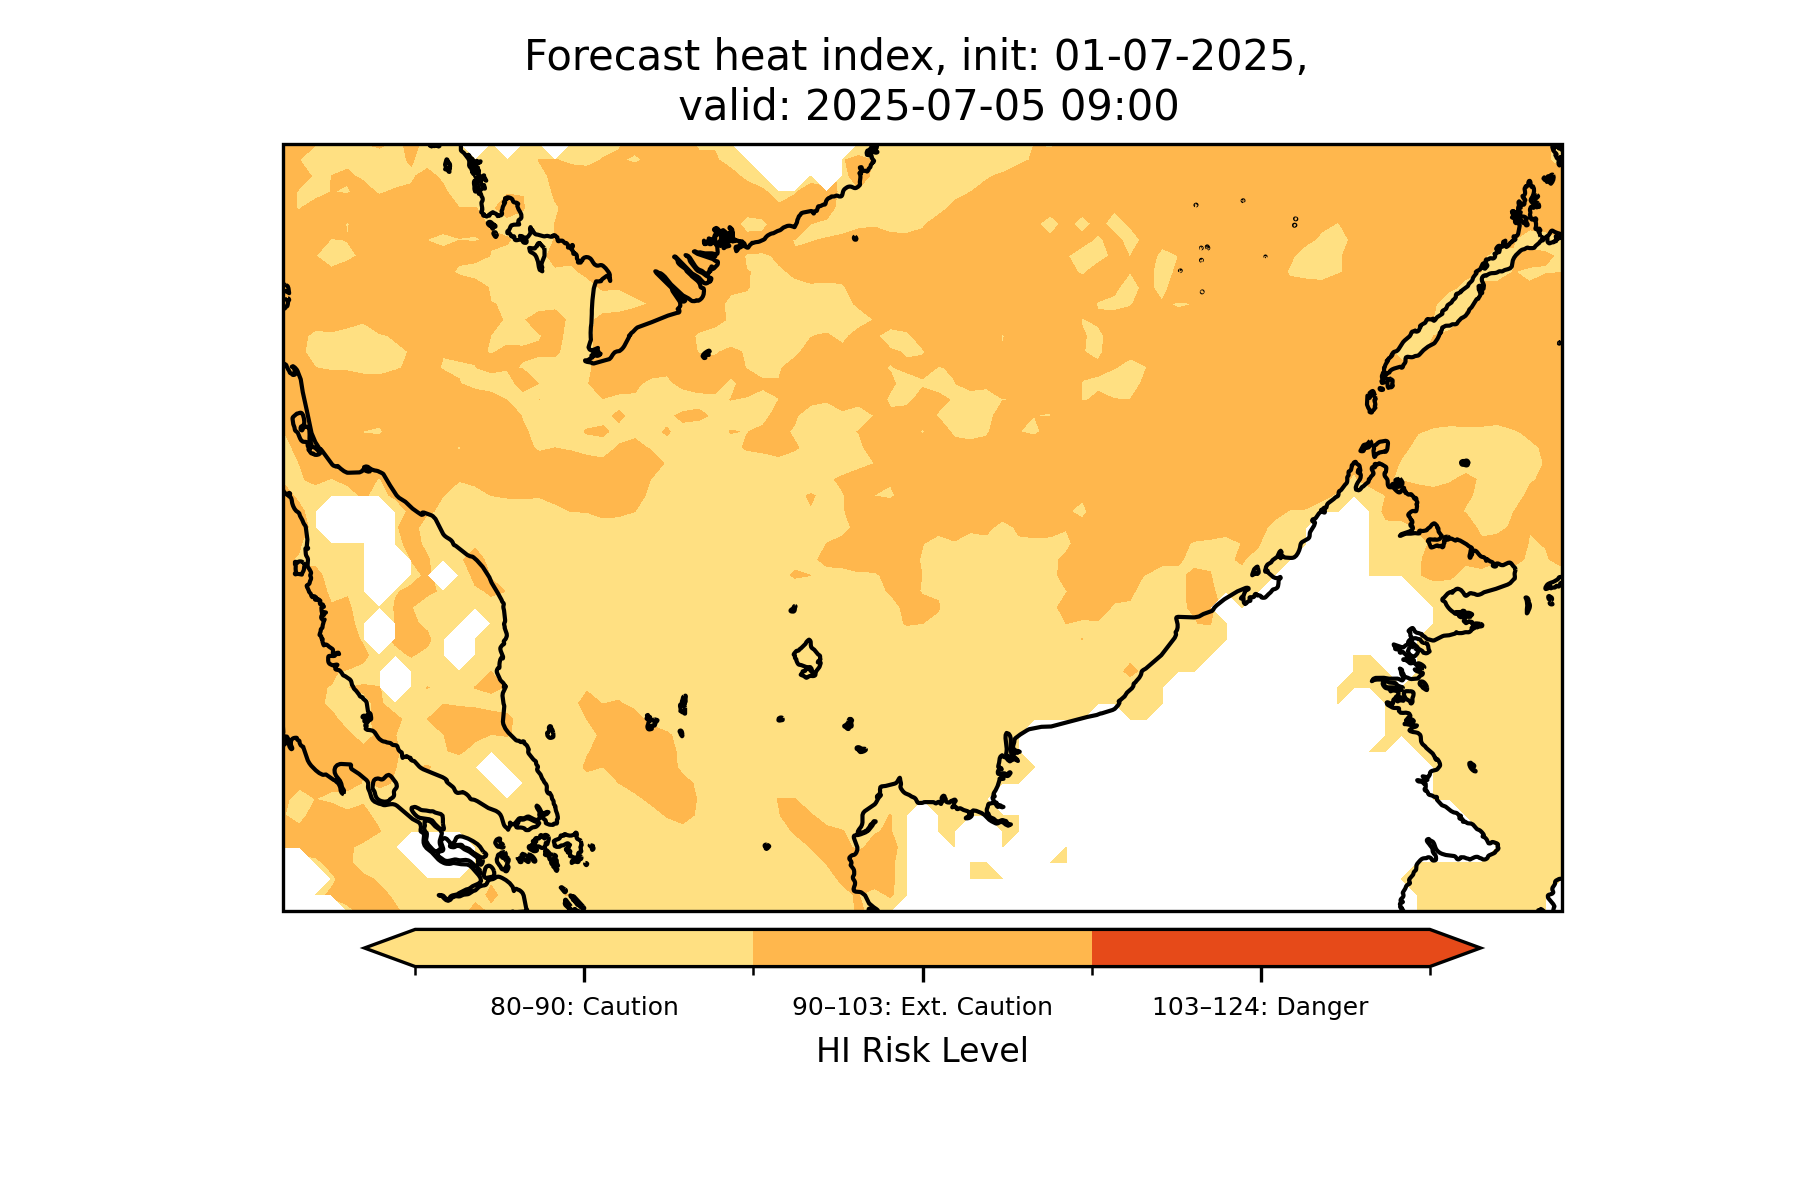 Forecast heat index, init: 01-07-2025,
valid: 2025-07-05 09:00
80–90: Caution
90–103: Ext. Caution
103–124: Danger
HI Risk Level